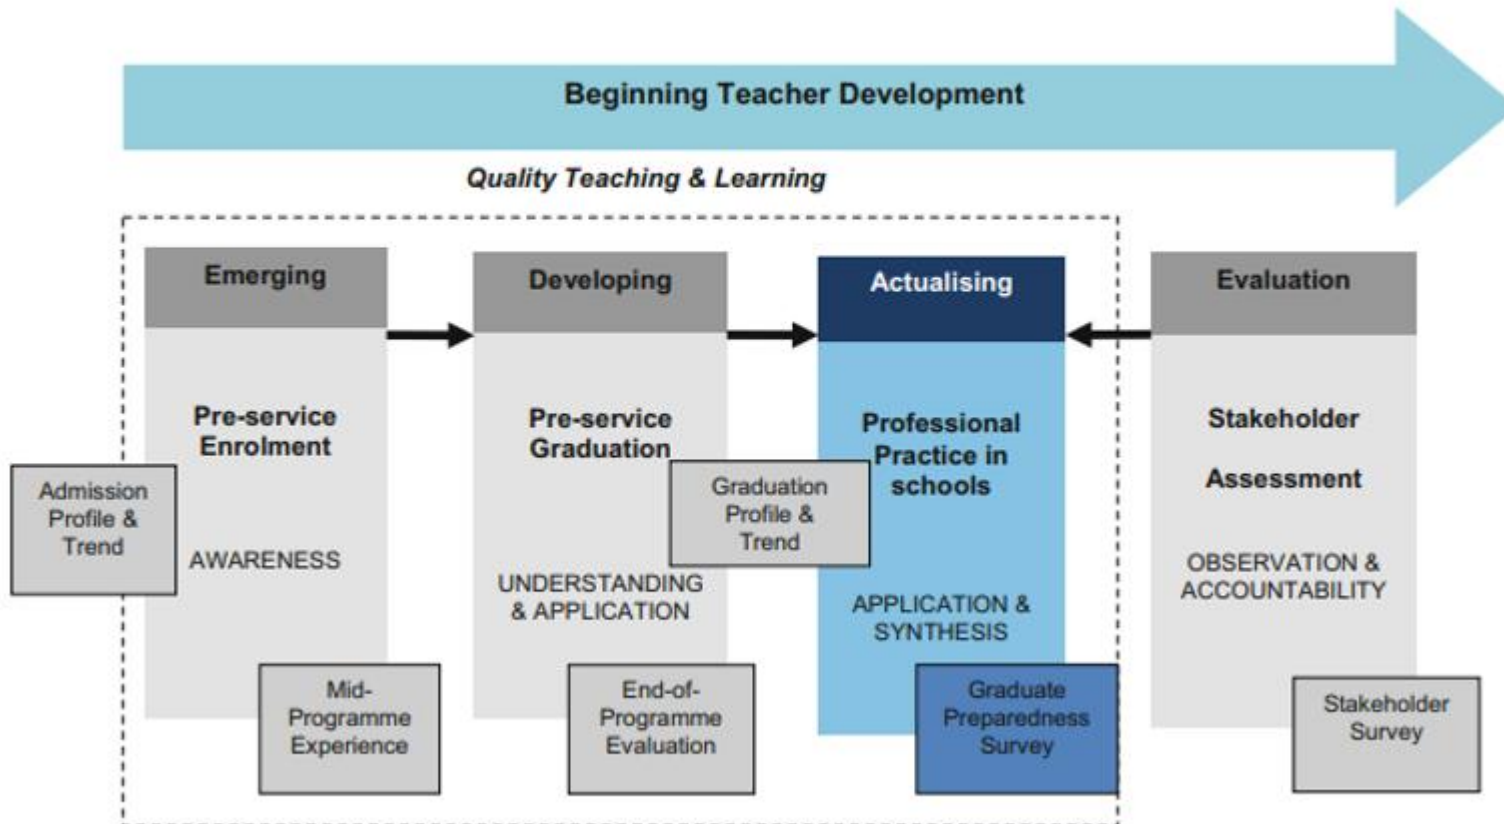 Beginning Teacher Development
Quality Teaching & Learning
Emerging
Pre-service
Enrolment
Admission
Profile &
Trend
AWARENESS
Mid-
Programme
Experience
Developing
Pre-service
Graduation
UNDERSTANDING
& APPLICATION
End-of-
Programme
Evaluation
Graduation
Profile &
Trend
Actualising
Professional
Practice in
schools
APPLICATION &
SYNTHESIS
Graduate
Preparedness
Survey
Evaluation
Stakeholder
Assessment
OBSERVATION &
ACCOUNTABILITY
Stakeholder
Survey